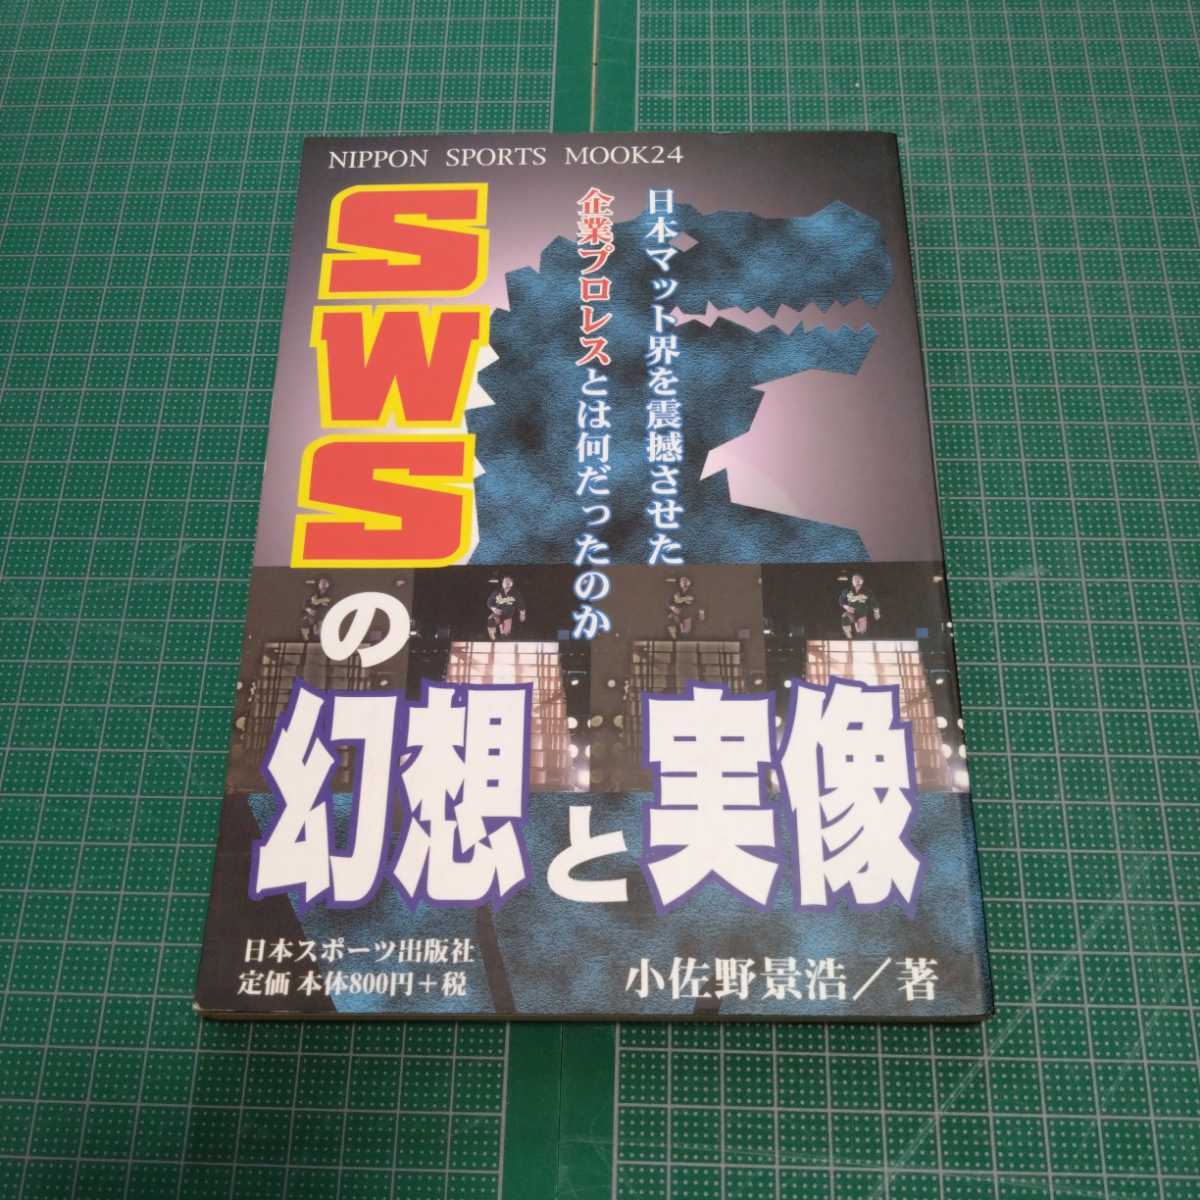 NIPPON SPORTS MOOK24
日本マット界を震撼させた
企業プロレスとは何だったのか
SWS
の
幻想と実像
日本スポーツ出版社
定価 本体800円+税
小佐野景浩/著